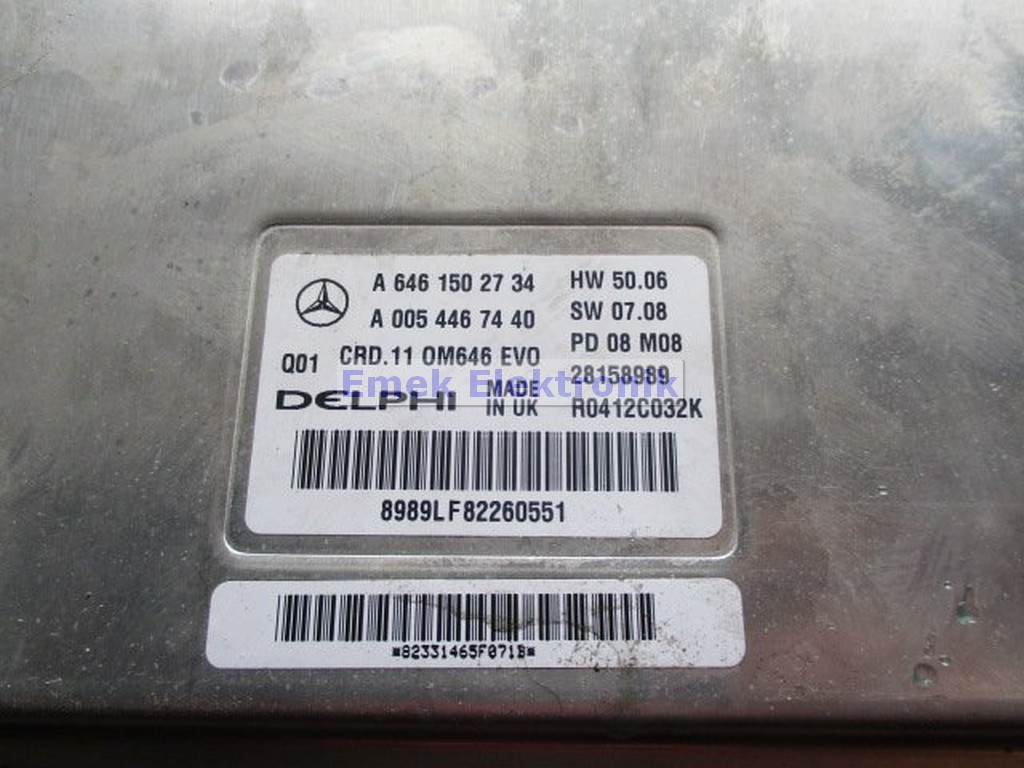 A 646 150 27 34 HW 50.06
A 005 446 74 40 SW 07.08
PD 08 M08
Q01 CRD.11 OM646 EVO
28158989
Emek Elektronik
DELPHI MADE IN UK R0412C032K
8989LF82260551
*82331465F071B*